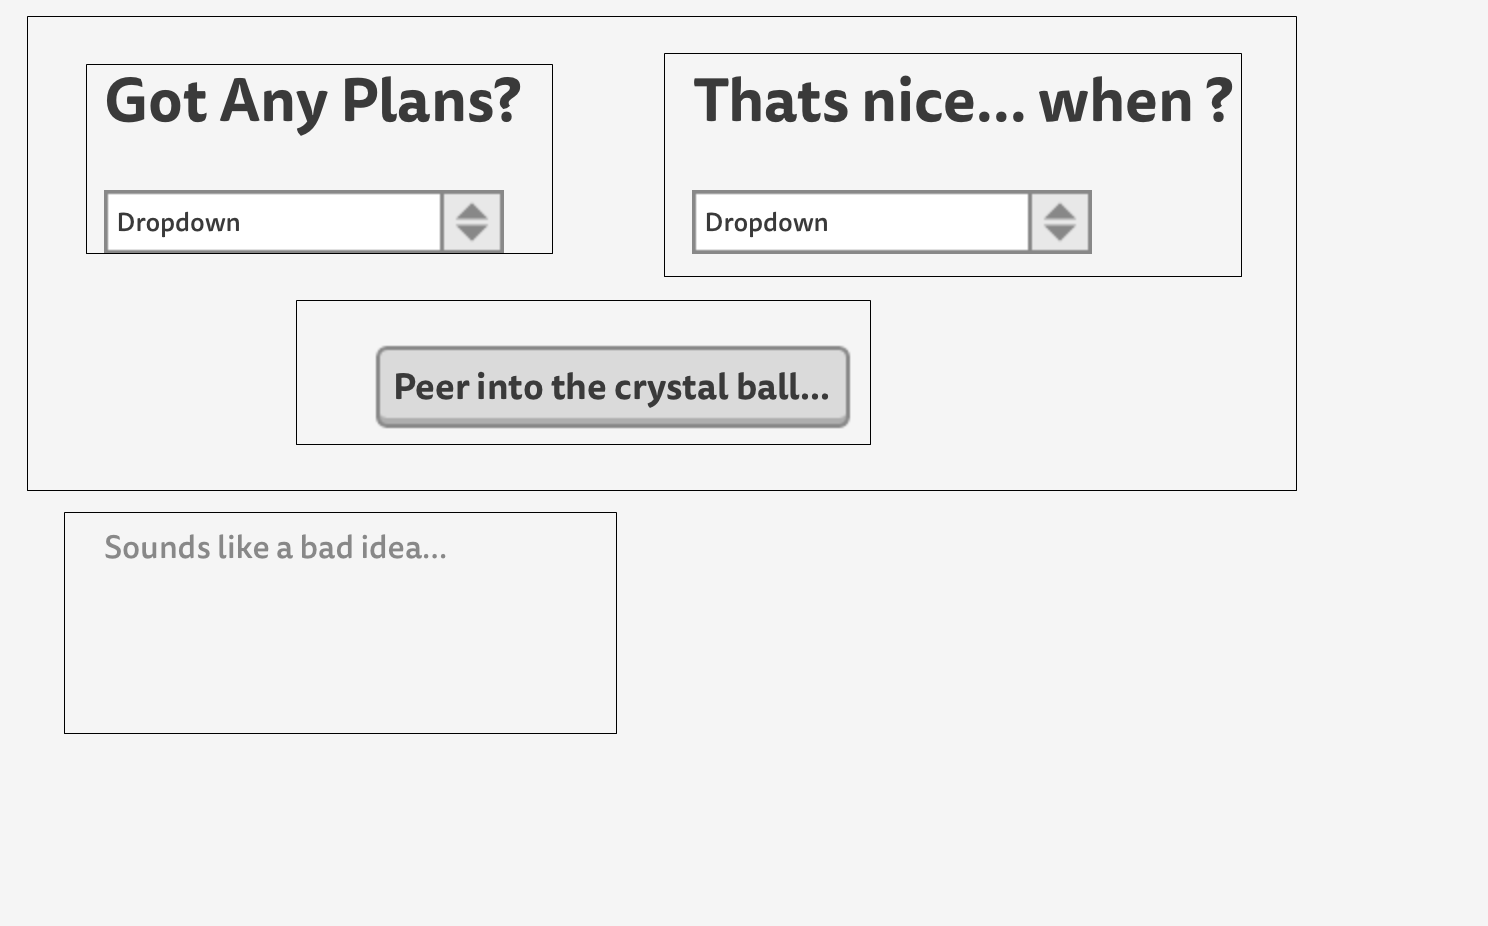 Got Any Plans?
Thats nice... when ?
Dropdown
Dropdown
Peer into the crystal ball...
Sounds like a bad idea...